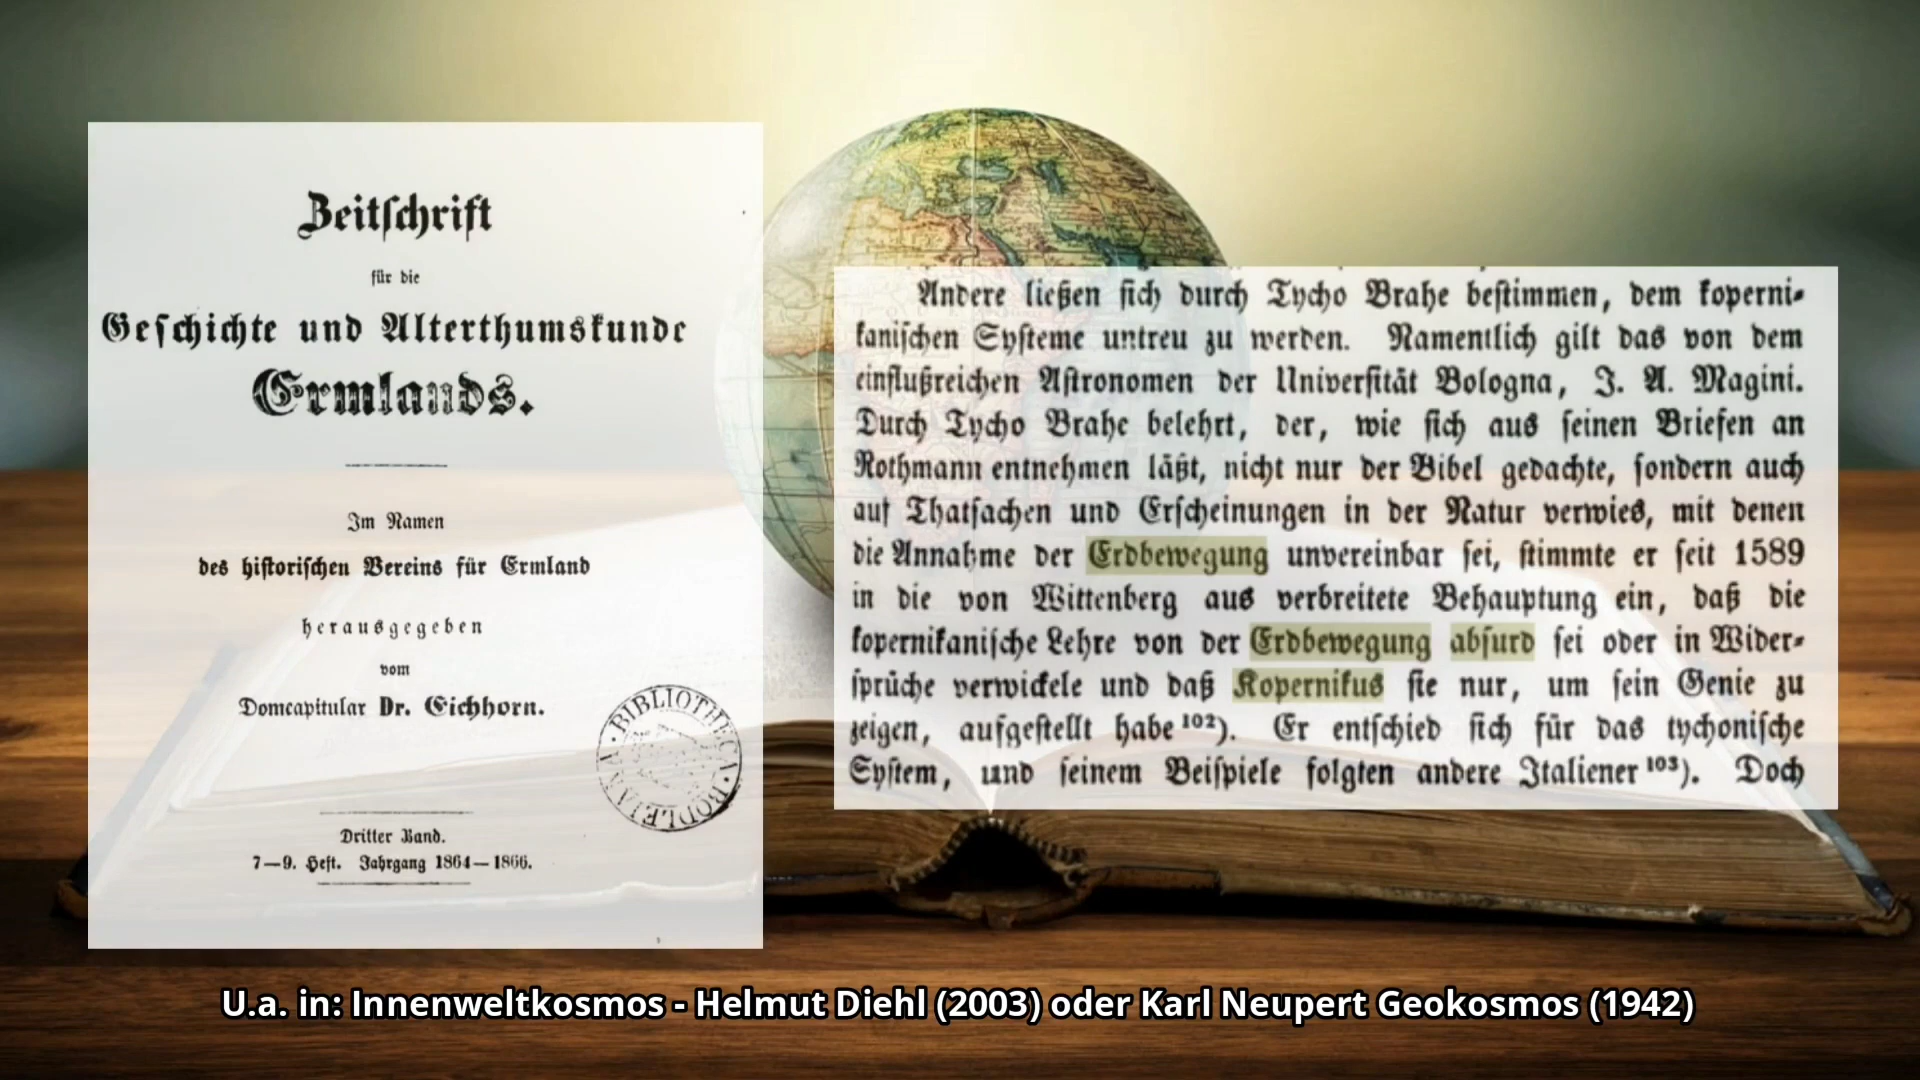 Zeitschrift
für die
Geschichte und Alterthumskunde
Ermlands.
Im Namen
des historischen Vereins für Ermland
herausgegeben
vom
Domcapitular Dr. Eichhorn.
BIBLIOTHECA BODLEIANA
Dritter Band.
7—9. Heft. Jahrgang 1864—1866.
Andere ließen sich durch Tycho Brahe bestimmen, dem koperni-
kanischen Systeme untreu zu werden. Namentlich gilt das von dem
einflußreichen Astronomen der Universität Bologna, J. A. Magini.
Durch Tycho Brahe belehrt, der, wie sich aus seinen Briefen an
Rothmann entnehmen läßt, nicht nur der Bibel gedachte, sondern auch
auf Thatsachen und Erscheinungen in der Natur verwies, mit denen
die Annahme der Erdbewegung unvereinbar sei, stimmte er seit 1589
in die von Wittenberg aus verbreitete Behauptung ein, daß die
kopernikanische Lehre von der Erdbewegung absurd sei oder in Wider-
sprüche verwickele und daß Kopernikus sie nur, um sein Genie zu
zeigen, aufgestellt habe ¹⁰²). Er entschied sich für das tychonische
System, und seinem Beispiele folgten andere Italiener ¹⁰³). Doch
U.a. in: Innenweltkosmos - Helmut Diehl (2003) oder Karl Neupert Geokosmos (1942)